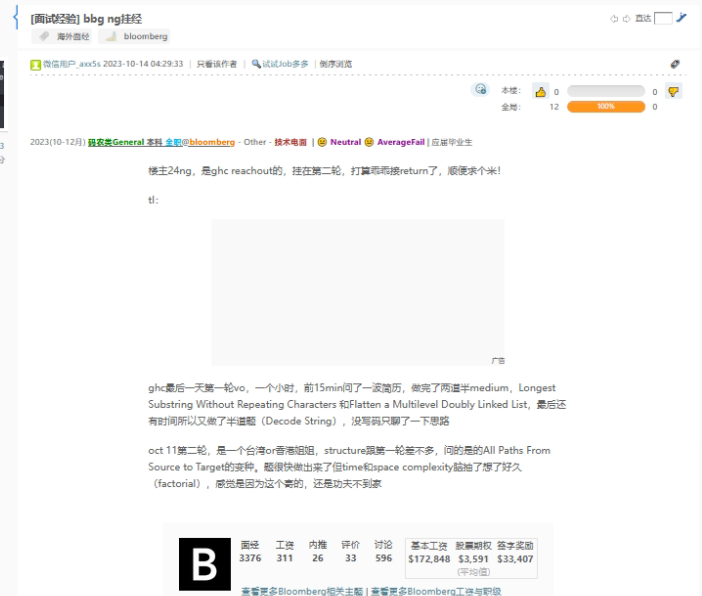 [面试经验] bbg ng挂经
直达
海外面经 bloomberg
微信用户_axx5s 2023-10-14 04:29:33 | 只看该作者 | 试试Job多多 | 倒序浏览
本楼: 0 0
全局: 12 100% 0
3
分
2023(10-12月) 码农类General 本科 全职@bloomberg - Other - 技术电面 | Neutral AverageFail | 应届毕业生
楼主24ng，是ghc reachout的，挂在第二轮，打算乖乖接return了，顺便求个米！
tl:
广告
ghc最后一天第一轮vo，一个小时，前15min问了一波简历，做完了两道半medium，Longest
Substring Without Repeating Characters 和Flatten a Multilevel Doubly Linked List，最后还
有时间所以又做了半道题（Decode String），没写码只聊了一下思路
oct 11第二轮，是一个台湾or香港姐姐，structure跟第一轮差不多，问的是的All Paths From
Source to Target的变种。题很快做出来了但time和space complexity脑抽了想了好久
（factorial），感觉是因为这个寄的，还是功夫不到家
B
面经 工资 内推 评价 讨论 基本工资 股票期权 签字奖励
3376 311 26 33 596 $172,848 $3,591 $33,407
(平均值)
查看更多Bloomberg相关主题 | 查看更多Bloomberg工资与职级